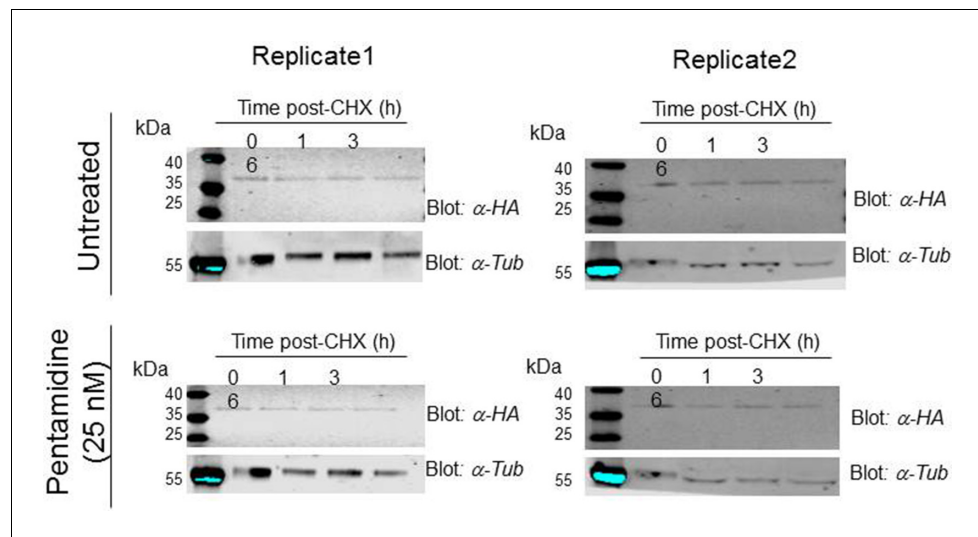 Replicate1
Replicate2
Untreated
Time post-CHX (h)
kDa
0 1 3
6
40
35
25
Blot: α-HA
55
Blot: α-Tub
Time post-CHX (h)
kDa
0 1 3
6
40
35
25
Blot: α-HA
55
Blot: α-Tub
Pentamidine
(25 nM)
Time post-CHX (h)
kDa
0 1 3
6
40
35
25
Blot: α-HA
55
Blot: α-Tub
Time post-CHX (h)
kDa
0 1 3
6
40
35
25
Blot: α-HA
55
Blot: α-Tub